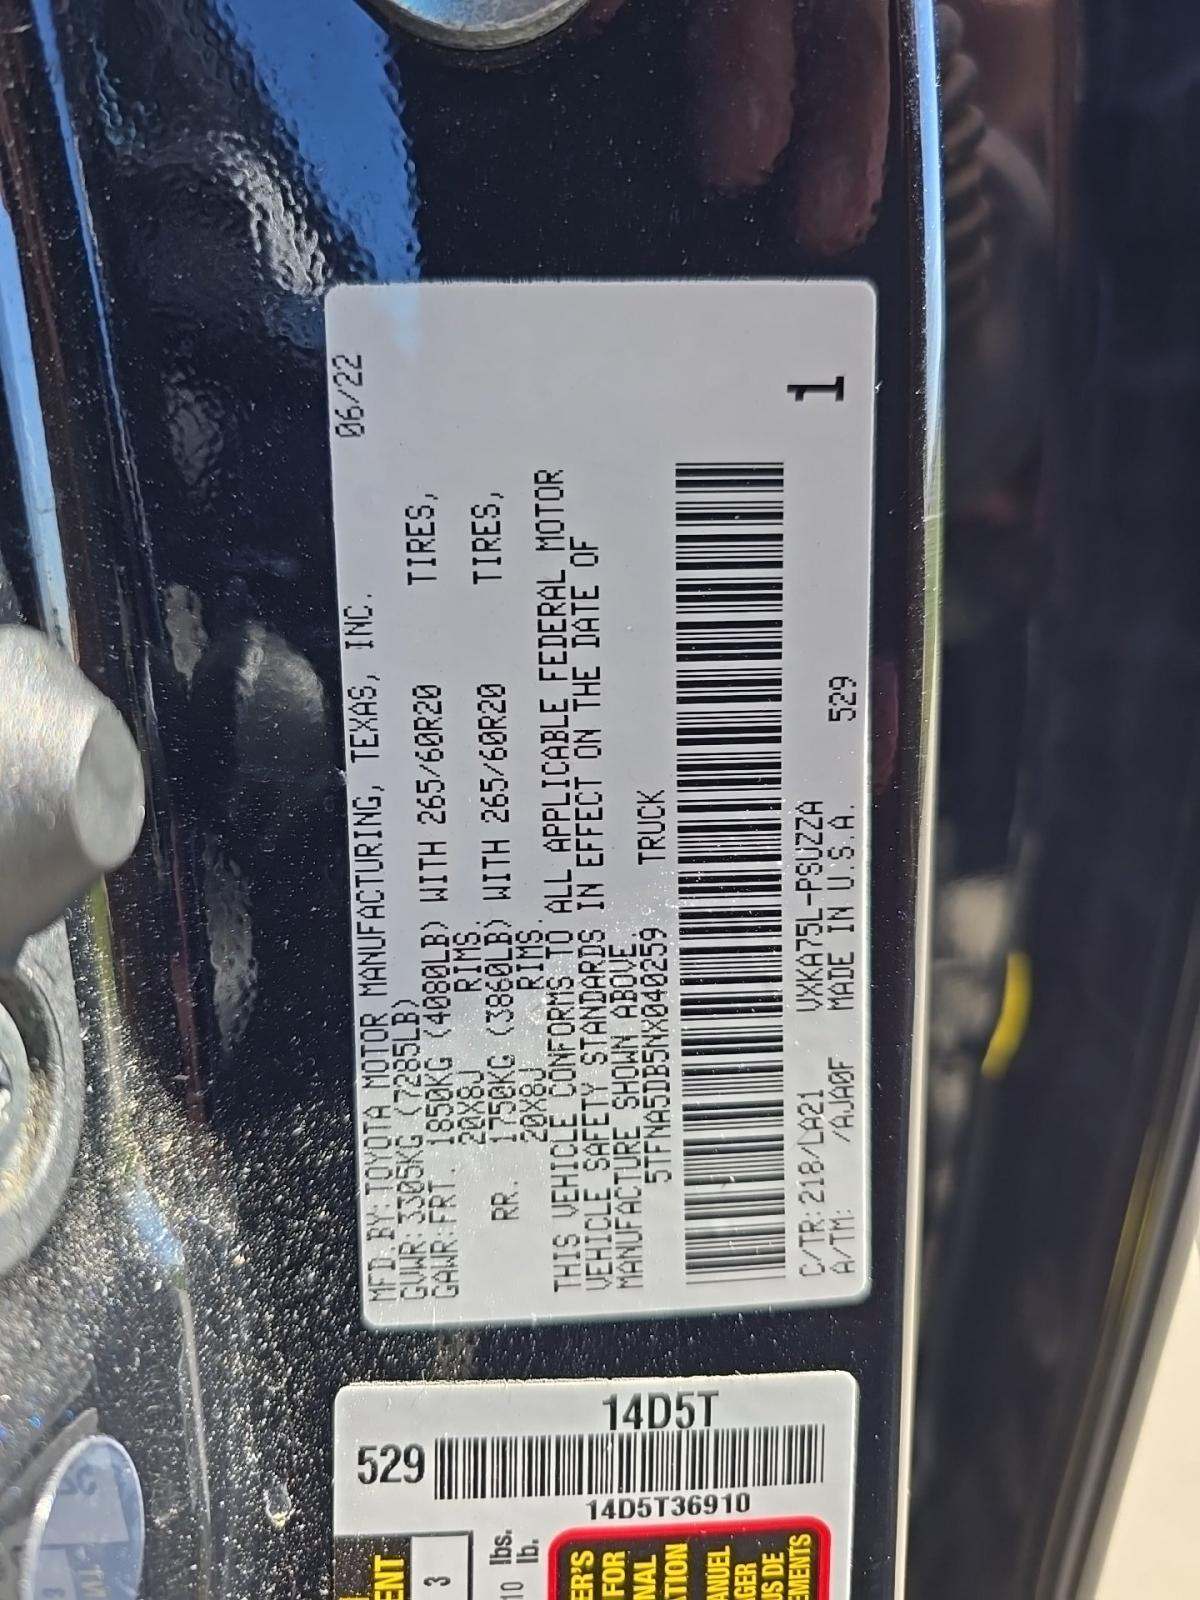 06/22
MFD.BY:TOYOTA MOTOR MANUFACTURING, TEXAS, INC.
GVWR:3305KG (7285LB)
GAWR:FRT. 1850KG (4080LB) WITH 265/60R20 TIRES,
20X8J RIMS.
RR. 1750KG (3860LB) WITH 265/60R20 TIRES,
20X8J RIMS.
THIS VEHICLE CONFORMS TO ALL APPLICABLE FEDERAL MOTOR
VEHICLE SAFETY STANDARDS IN EFFECT ON THE DATE OF
MANUFACTURE SHOWN ABOVE.
5TFNA5DB5NX040259 TRUCK
1
C/TR:218/LA21 VXKA75L-PSUZZA
A/TM: /AJA0F MADE IN U.S.A. 529
14D5T
529
14D5T36910
3
lbs.
lb.